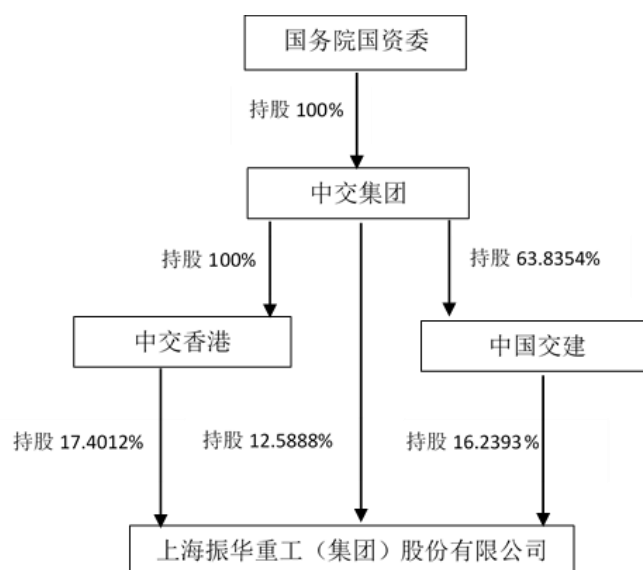 国务院国资委
持股 100%
中交集团
持股 100%
持股 63.8354%
中交香港
中国交建
持股 17.4012%
持股 12.5888%
持股 16.2393%
上海振华重工（集团）股份有限公司